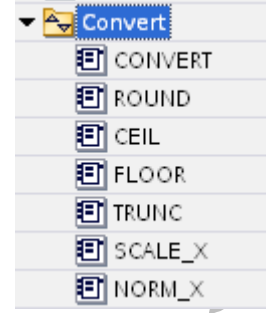 Convert
CONVERT
ROUND
CEIL
FLOOR
TRUNC
SCALE_X
NORM_X